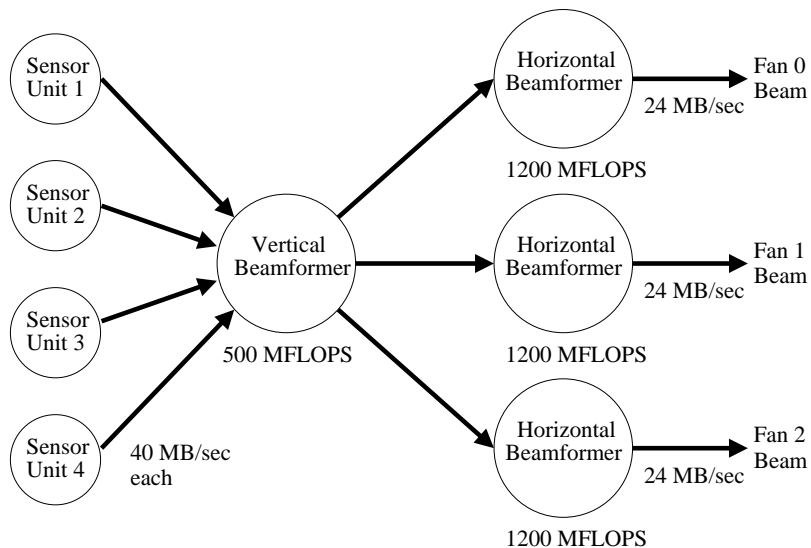 Sensor
Unit 1
Sensor
Unit 2
Sensor
Unit 3
Sensor
Unit 4
40 MB/sec
each
Vertical
Beamformer
500 MFLOPS
Horizontal
Beamformer
1200 MFLOPS
24 MB/sec
Fan 0
Beam
Horizontal
Beamformer
1200 MFLOPS
24 MB/sec
Fan 1
Beam
Horizontal
Beamformer
1200 MFLOPS
24 MB/sec
Fan 2
Beam